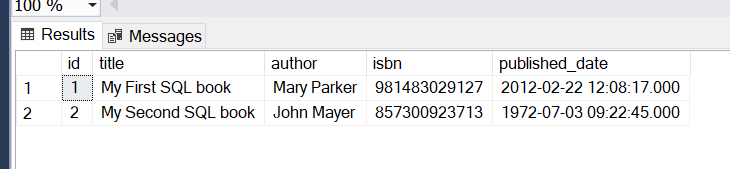 100 %
Results Messages
id title author isbn published_date
1 1 My First SQL book Mary Parker 981483029127 2012-02-22 12:08:17.000
2 2 My Second SQL book John Mayer 857300923713 1972-07-03 09:22:45.000